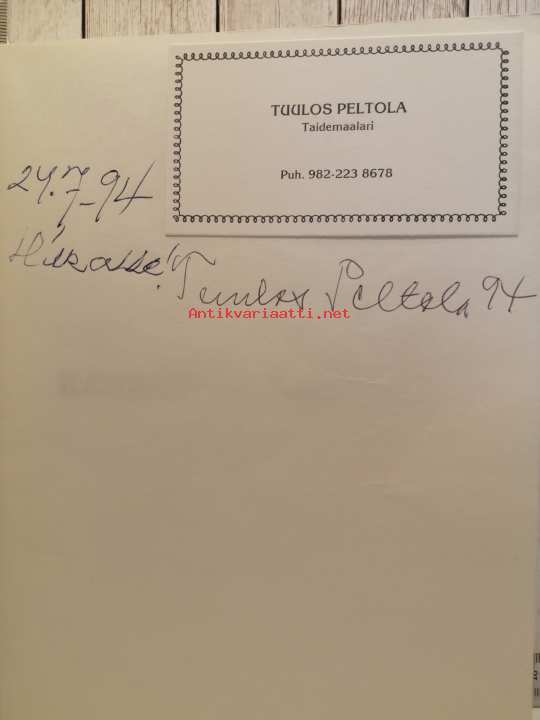 TUULOS PELTOLA
Taidemaalari
Puh. 982-223 8678
24.7-94
Tuulos Peltola 94
Antikvariaatti.net